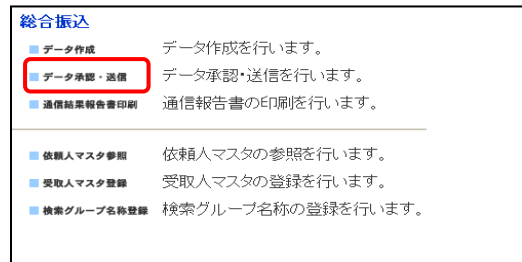 総合振込
データ作成 データ作成を行います。
データ承認・送信 データ承認・送信を行います。
通信結果報告書印刷 通信報告書の印刷を行います。
依頼人マスタ参照 依頼人マスタの参照を行います。
受取人マスタ登録 受取人マスタの登録を行います。
検索グループ名称登録 検索グループ名称の登録を行います。